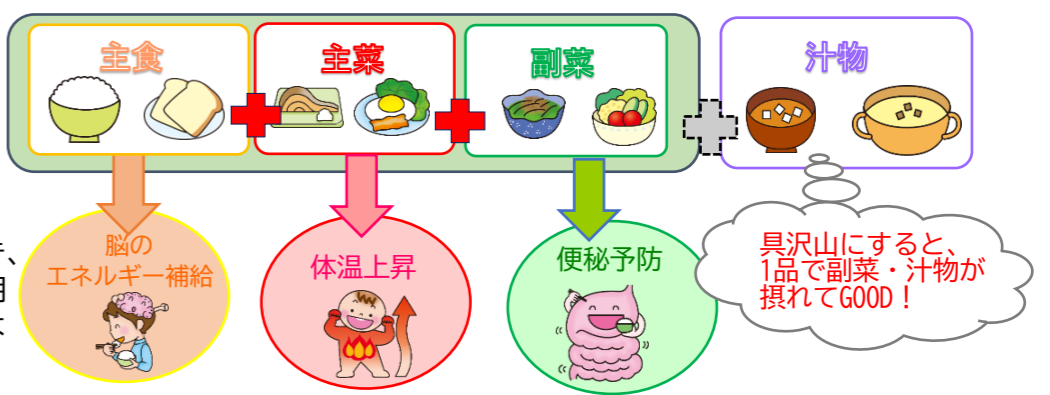 主食
主菜
副菜
汁物
脳の
エネルギー補給
体温上昇
便秘予防
具沢山にすると、
1品で副菜・汁物が
摂れてGOOD！